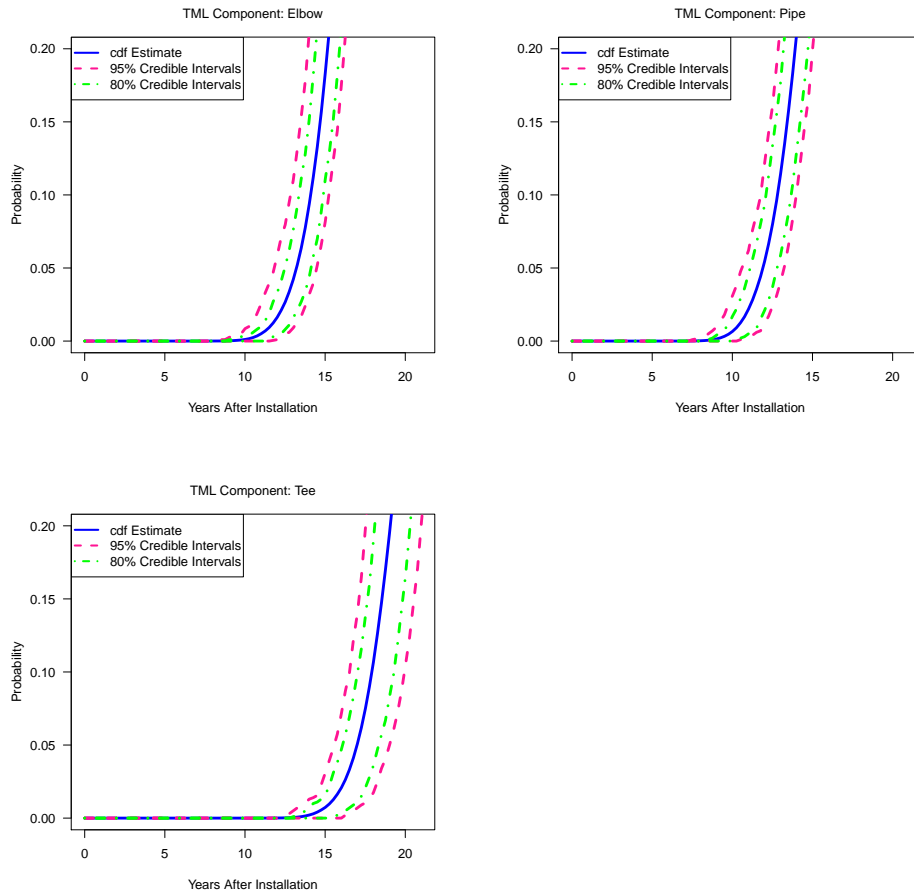 TML Component: Elbow
cdf Estimate
95% Credible Intervals
80% Credible Intervals
0.20
0.15
0.10
0.05
0.00
Probability
0 5 10 15 20
Years After Installation
TML Component: Pipe
cdf Estimate
95% Credible Intervals
80% Credible Intervals
0.20
0.15
0.10
0.05
0.00
Probability
0 5 10 15 20
Years After Installation
TML Component: Tee
cdf Estimate
95% Credible Intervals
80% Credible Intervals
0.20
0.15
0.10
0.05
0.00
Probability
0 5 10 15 20
Years After Installation